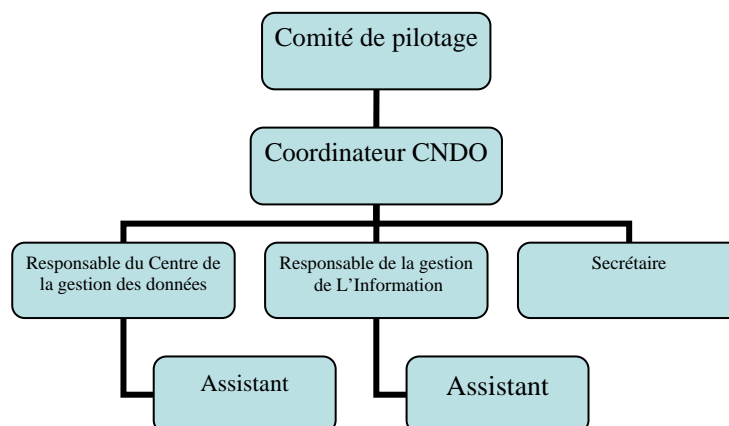 Comité de pilotage
Coordinateur CNDO
Responsable du Centre de
la gestion des données
Responsable de la gestion
de L’Information
Secrétaire
Assistant
Assistant